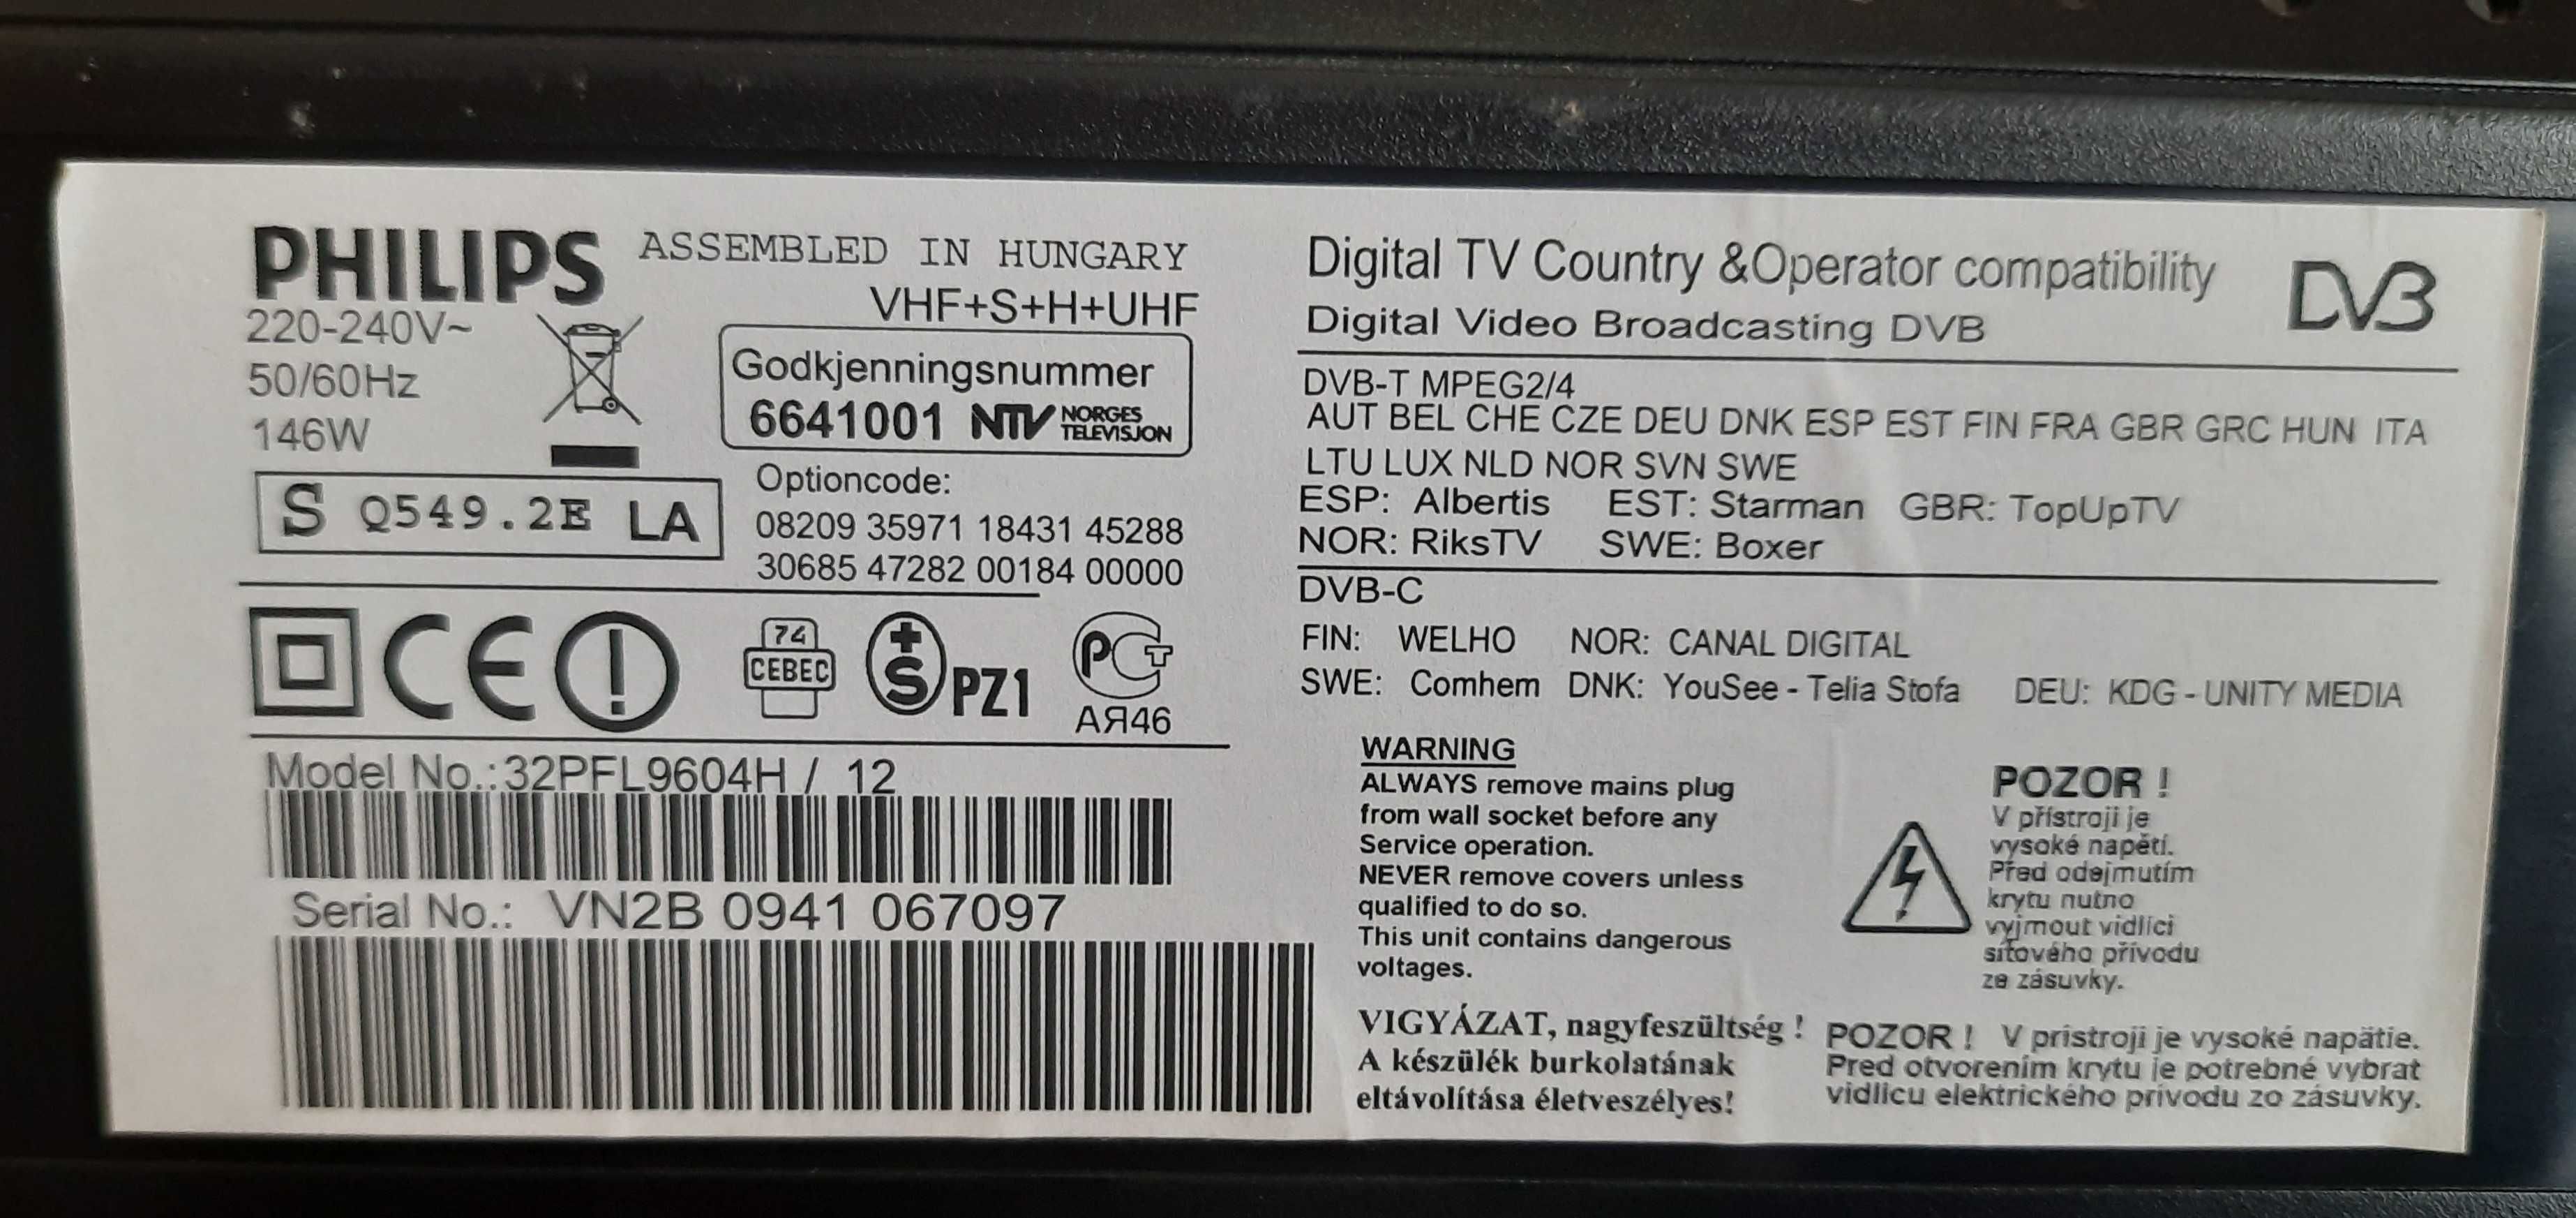 PHILIPS ASSEMBLED IN HUNGARY
VHF+S+H+UHF
220-240V~
50/60Hz
146W
Godkjenningsnummer
6641001 NTV NORGES TELEVISJON
S Q549.2E LA
Optioncode:
08209 35971 18431 45288
30685 47282 00184 00000
CE
74
CEBEC
+S PZ1
РСТ
АЯ46
Model No.:32PFL9604H / 12
Serial No.: VN2B 0941 067097
Digital TV Country &Operator compatibility
Digital Video Broadcasting DVB
DVB
DVB-T MPEG2/4
AUT BEL CHE CZE DEU DNK ESP EST FIN FRA GBR GRC HUN ITA
LTU LUX NLD NOR SVN SWE
ESP: Albertis EST: Starman GBR: TopUpTV
NOR: RiksTV SWE: Boxer
DVB-C
FIN: WELHO NOR: CANAL DIGITAL
SWE: Comhem DNK: YouSee - Telia Stofa DEU: KDG - UNITY MEDIA
WARNING
ALWAYS remove mains plug
from wall socket before any
Service operation.
NEVER remove covers unless
qualified to do so.
This unit contains dangerous
voltages.
POZOR !
V přístroji je
vysoké napětí.
Před odejmutím
krytu nutno
vyjmout vidlici
síťového přívodu
ze zásuvky.
VIGYÁZAT, nagyfeszültség !
A készülék burkolatának
eltávolítása életveszélyes!
POZOR ! V prístroji je vysoké napätie.
Pred otvorením krytu je potrebné vybrat
vidlicu elektrického prívodu zo zásuvky.